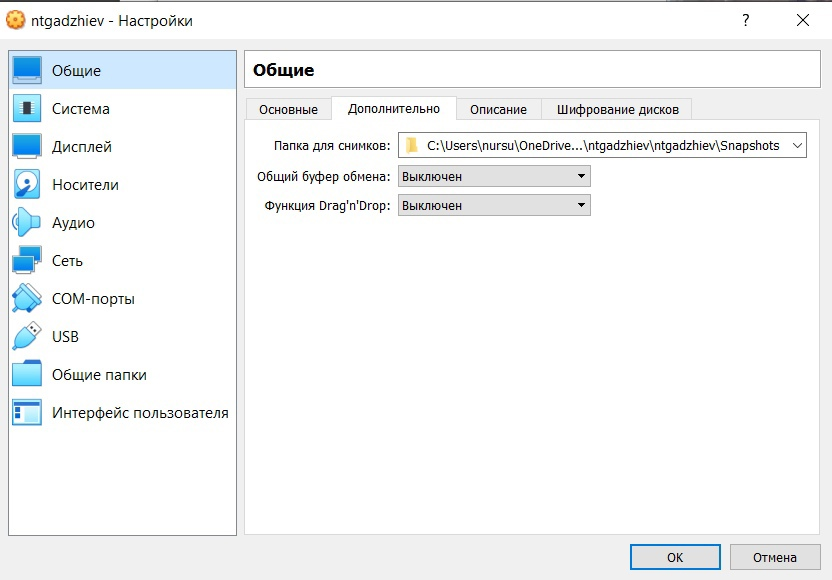 ntgadzhiev - Настройки
?
Общие
Система
Дисплей
Носители
Аудио
Сеть
COM-порты
USB
Общие папки
Интерфейс пользователя
Общие
Основные Дополнительно Описание Шифрование дисков
Папка для снимков: C:\Users\nursu\OneDrive...\ntgadzhiev\ntgadzhiev\Snapshots
Общий буфер обмена: Выключен
Функция Drag'n'Drop: Выключен
ОК Отмена